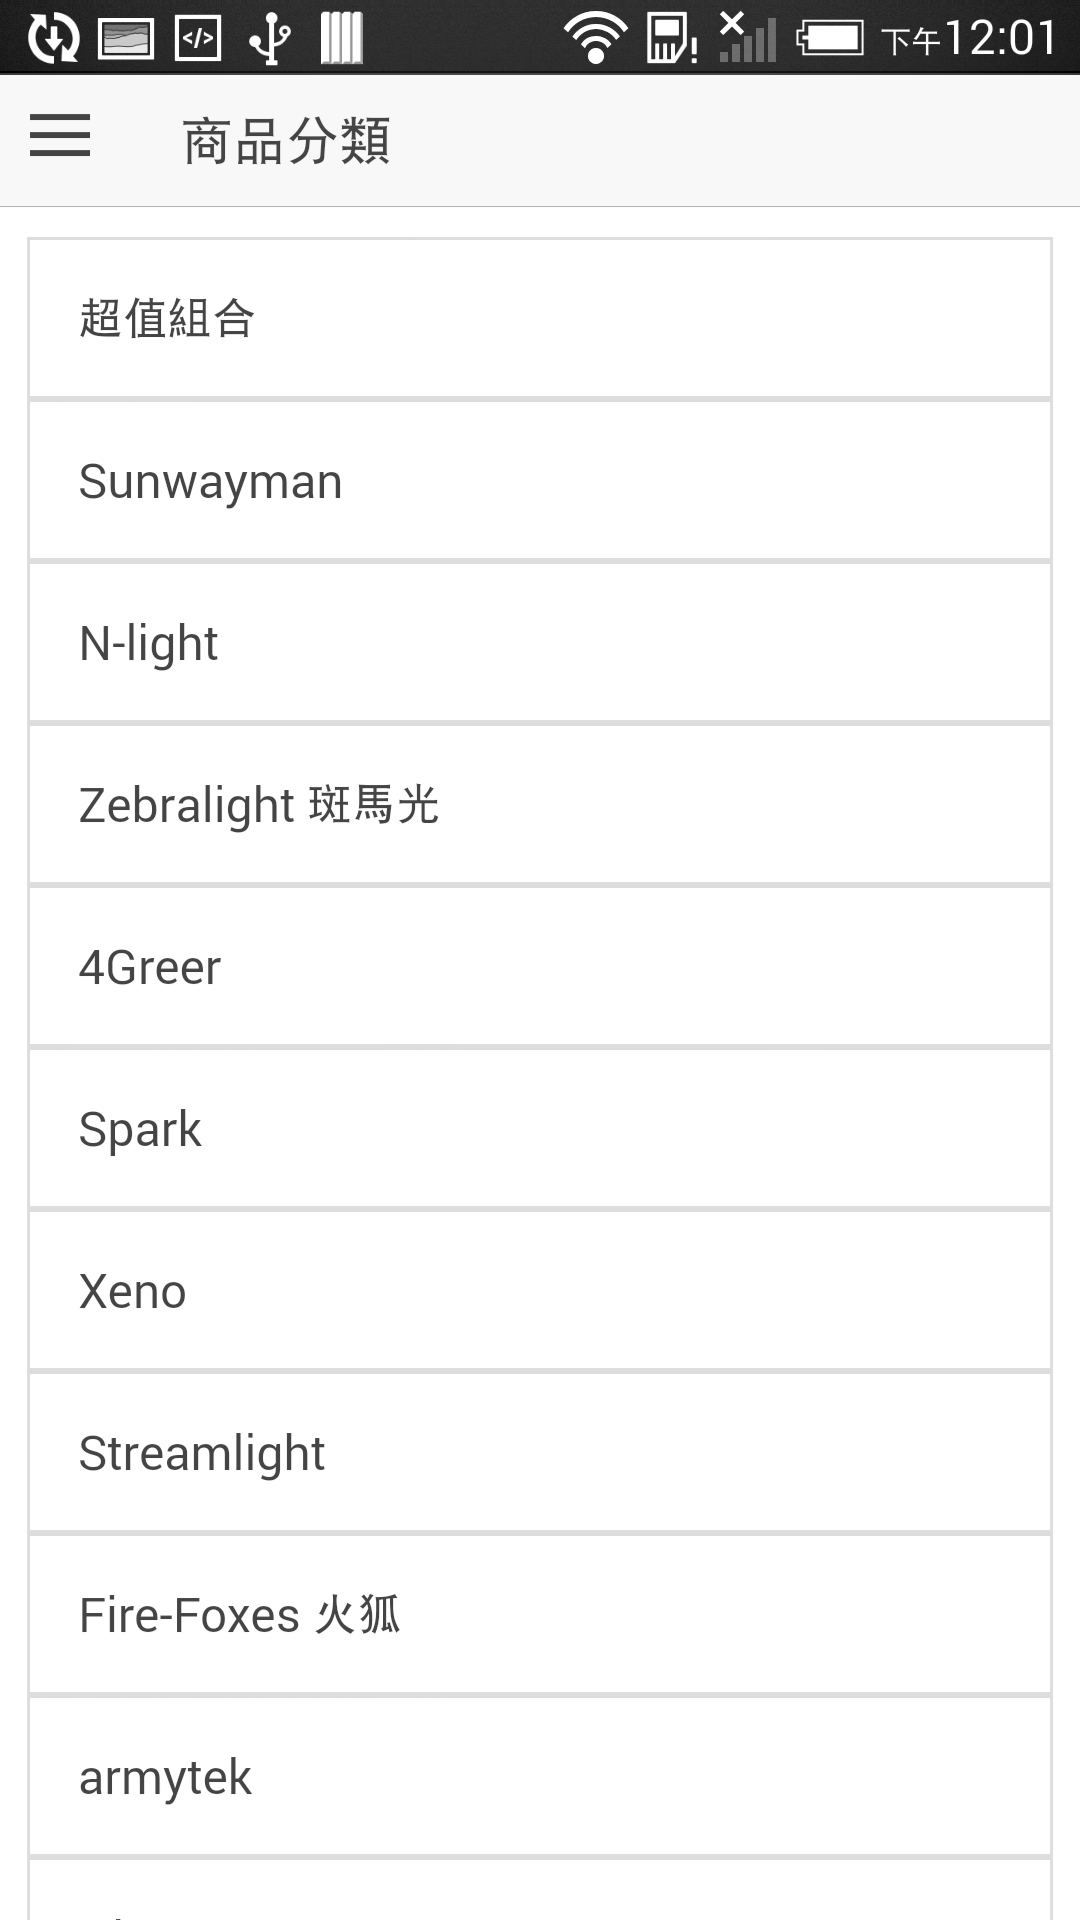 下午12:01
商品分類
超值組合
Sunwayman
N-light
Zebralight 斑馬光
4Greer
Spark
Xeno
Streamlight
Fire-Foxes 火狐
armytek